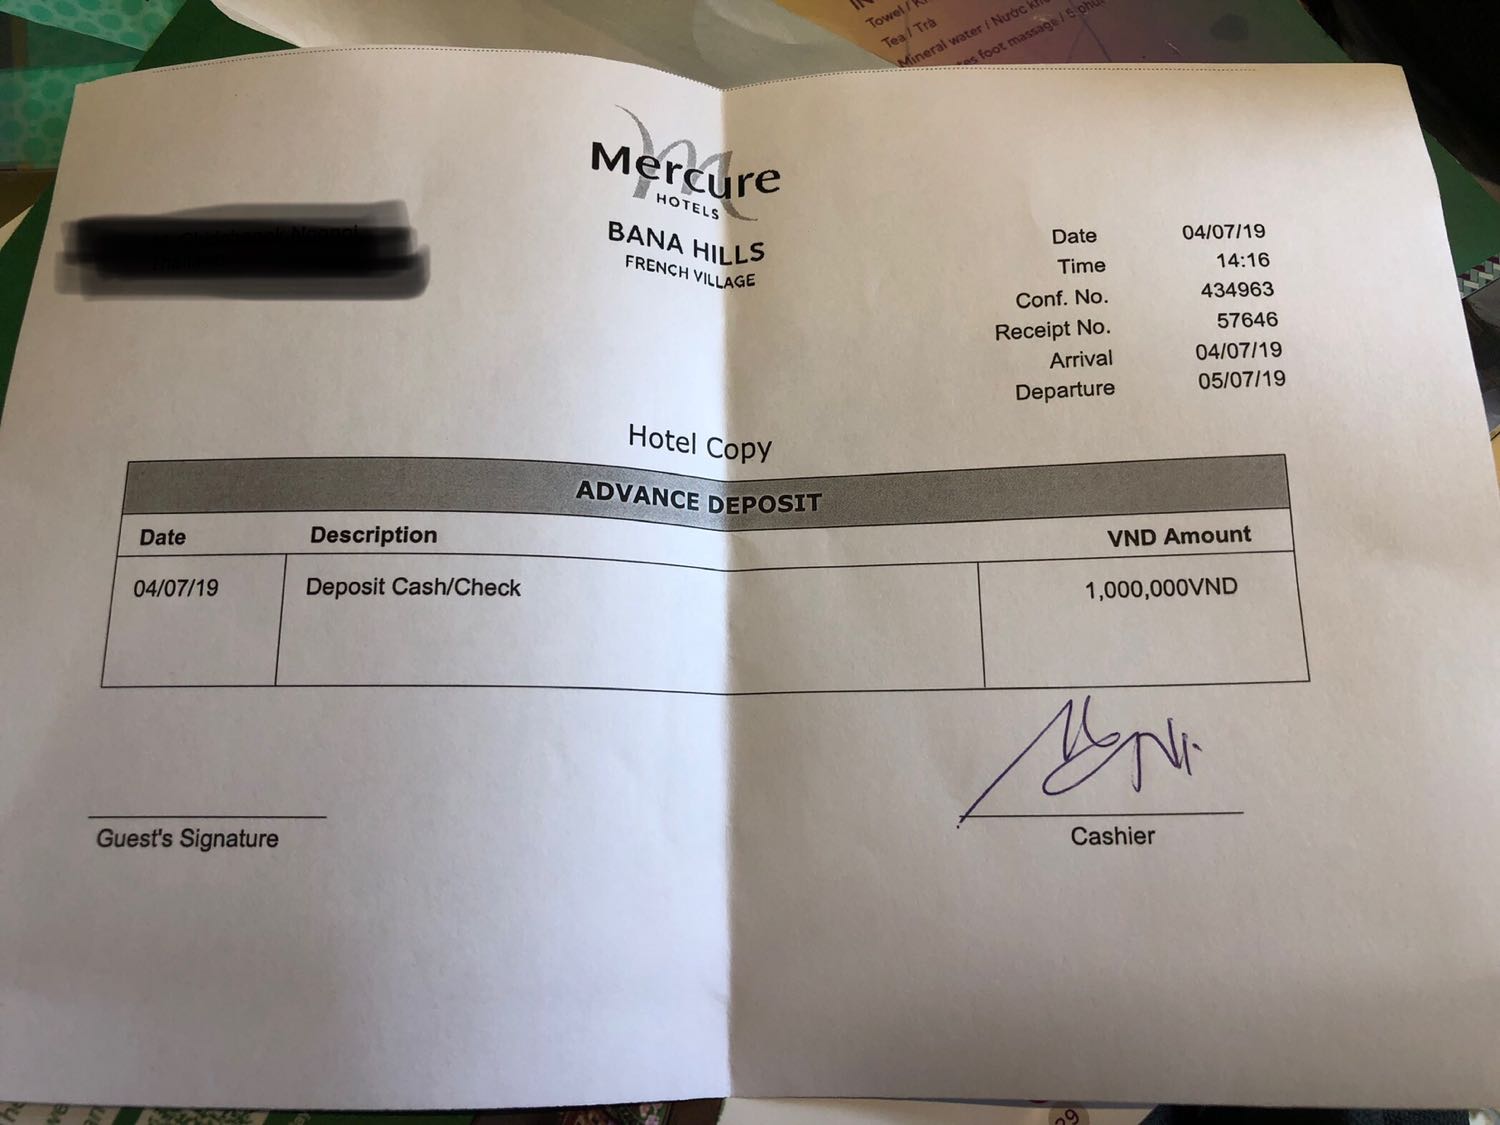 Towel /
Tea / Trà
Mineral water / Nước
foot massage / 5 phút
Mercure
HOTELS
BANA HILLS
FRENCH VILLAGE
Date 04/07/19
Time 14:16
Conf. No. 434963
Receipt No. 57646
Arrival 04/07/19
Departure 05/07/19
Hotel Copy
ADVANCE DEPOSIT
Date Description VND Amount
04/07/19 Deposit Cash/Check 1,000,000VND
Guest's Signature
Cashier